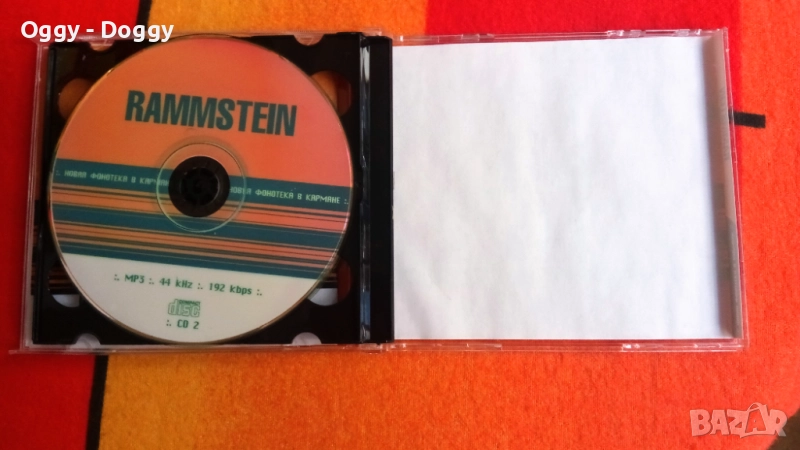 Oggy - Doggy
RAMMSTEIN
:. НОВАЯ ФОНОТЕКА В КАРМАНЕ
НОВАЯ ФОНОТЕКА В КАРМАНЕ :.
:. MP3 :. 44 kHz :. 192 kbps :.
disc
:. CD 2
BAZAR